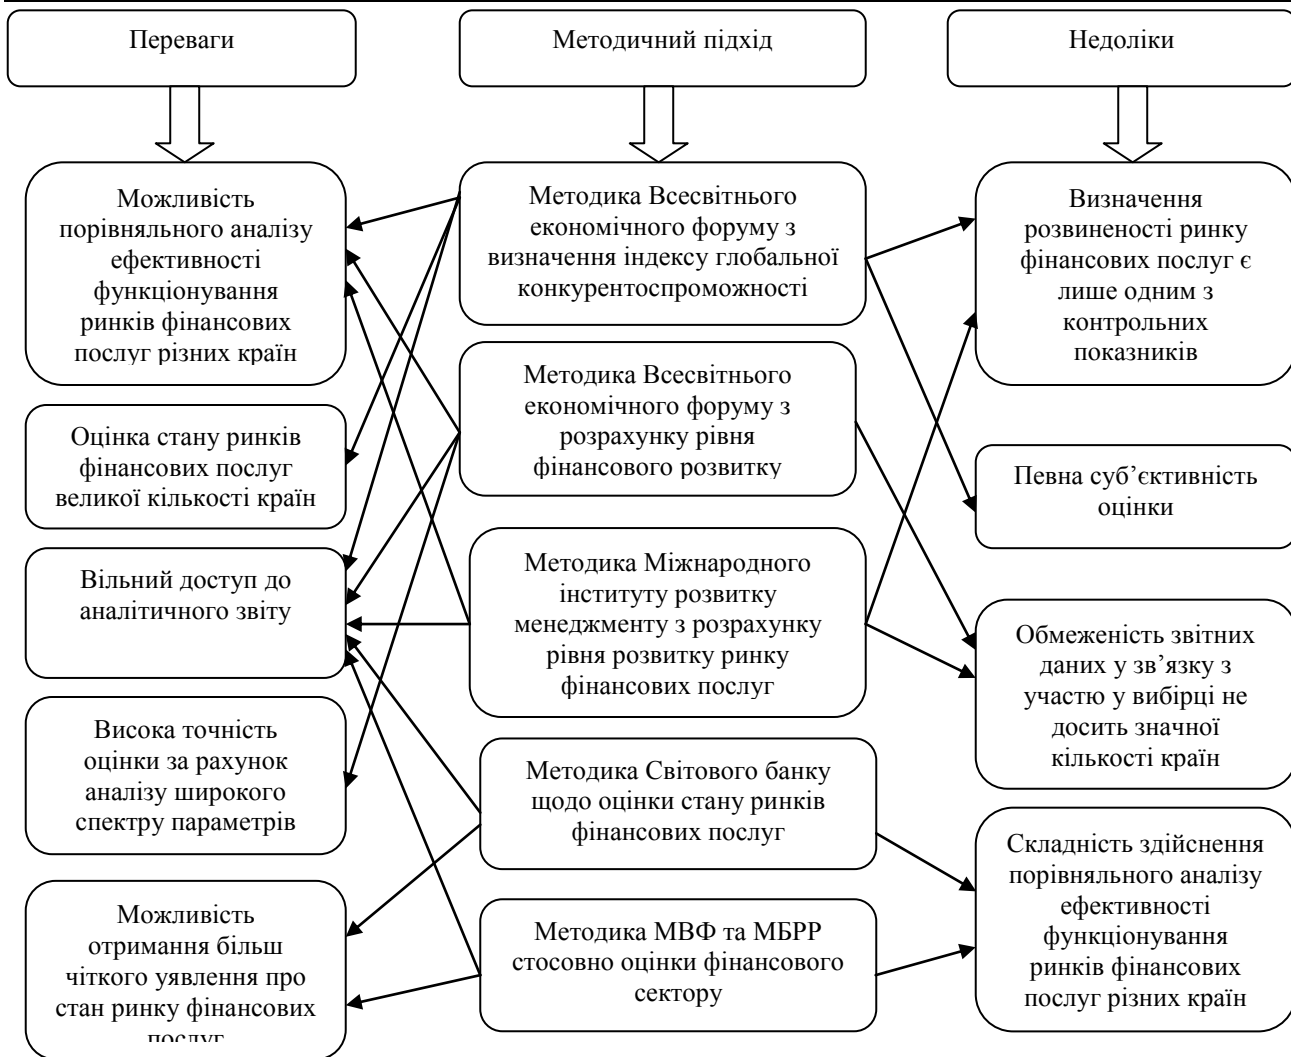 Переваги
Методичний підхід
Недоліки
Можливість
порівняльного аналізу
ефективності
функціонування
ринків фінансових
послуг різних країн
Оцінка стану ринків
фінансових послуг
великої кількості країн
Вільний доступ до
аналітичного звіту
Висока точність
оцінки за рахунок
аналізу широкого
спектру параметрів
Можливість
отримання більш
чіткого уявлення про
стан ринку фінансових
послуг
Методика Всесвітнього
економічного форуму з
визначення індексу глобальної
конкурентоспроможності
Методика Всесвітнього
економічного форуму з
розрахунку рівня
фінансового розвитку
Методика Міжнародного
інституту розвитку
менеджменту з розрахунку
рівня розвитку ринку
фінансових послуг
Методика Світового банку
щодо оцінки стану ринків
фінансових послуг
Методика МВФ та МБРР
стосовно оцінки фінансового
сектору
Визначення
розвиненості ринку
фінансових послуг є
лише одним з
контрольних
показників
Певна суб’єктивність
оцінки
Обмеженість звітних
даних у зв’язку з
участю у вибірці не
досить значної
кількості країн
Складність здійснення
порівняльного аналізу
ефективності
функціонування
ринків фінансових
послуг різних країн